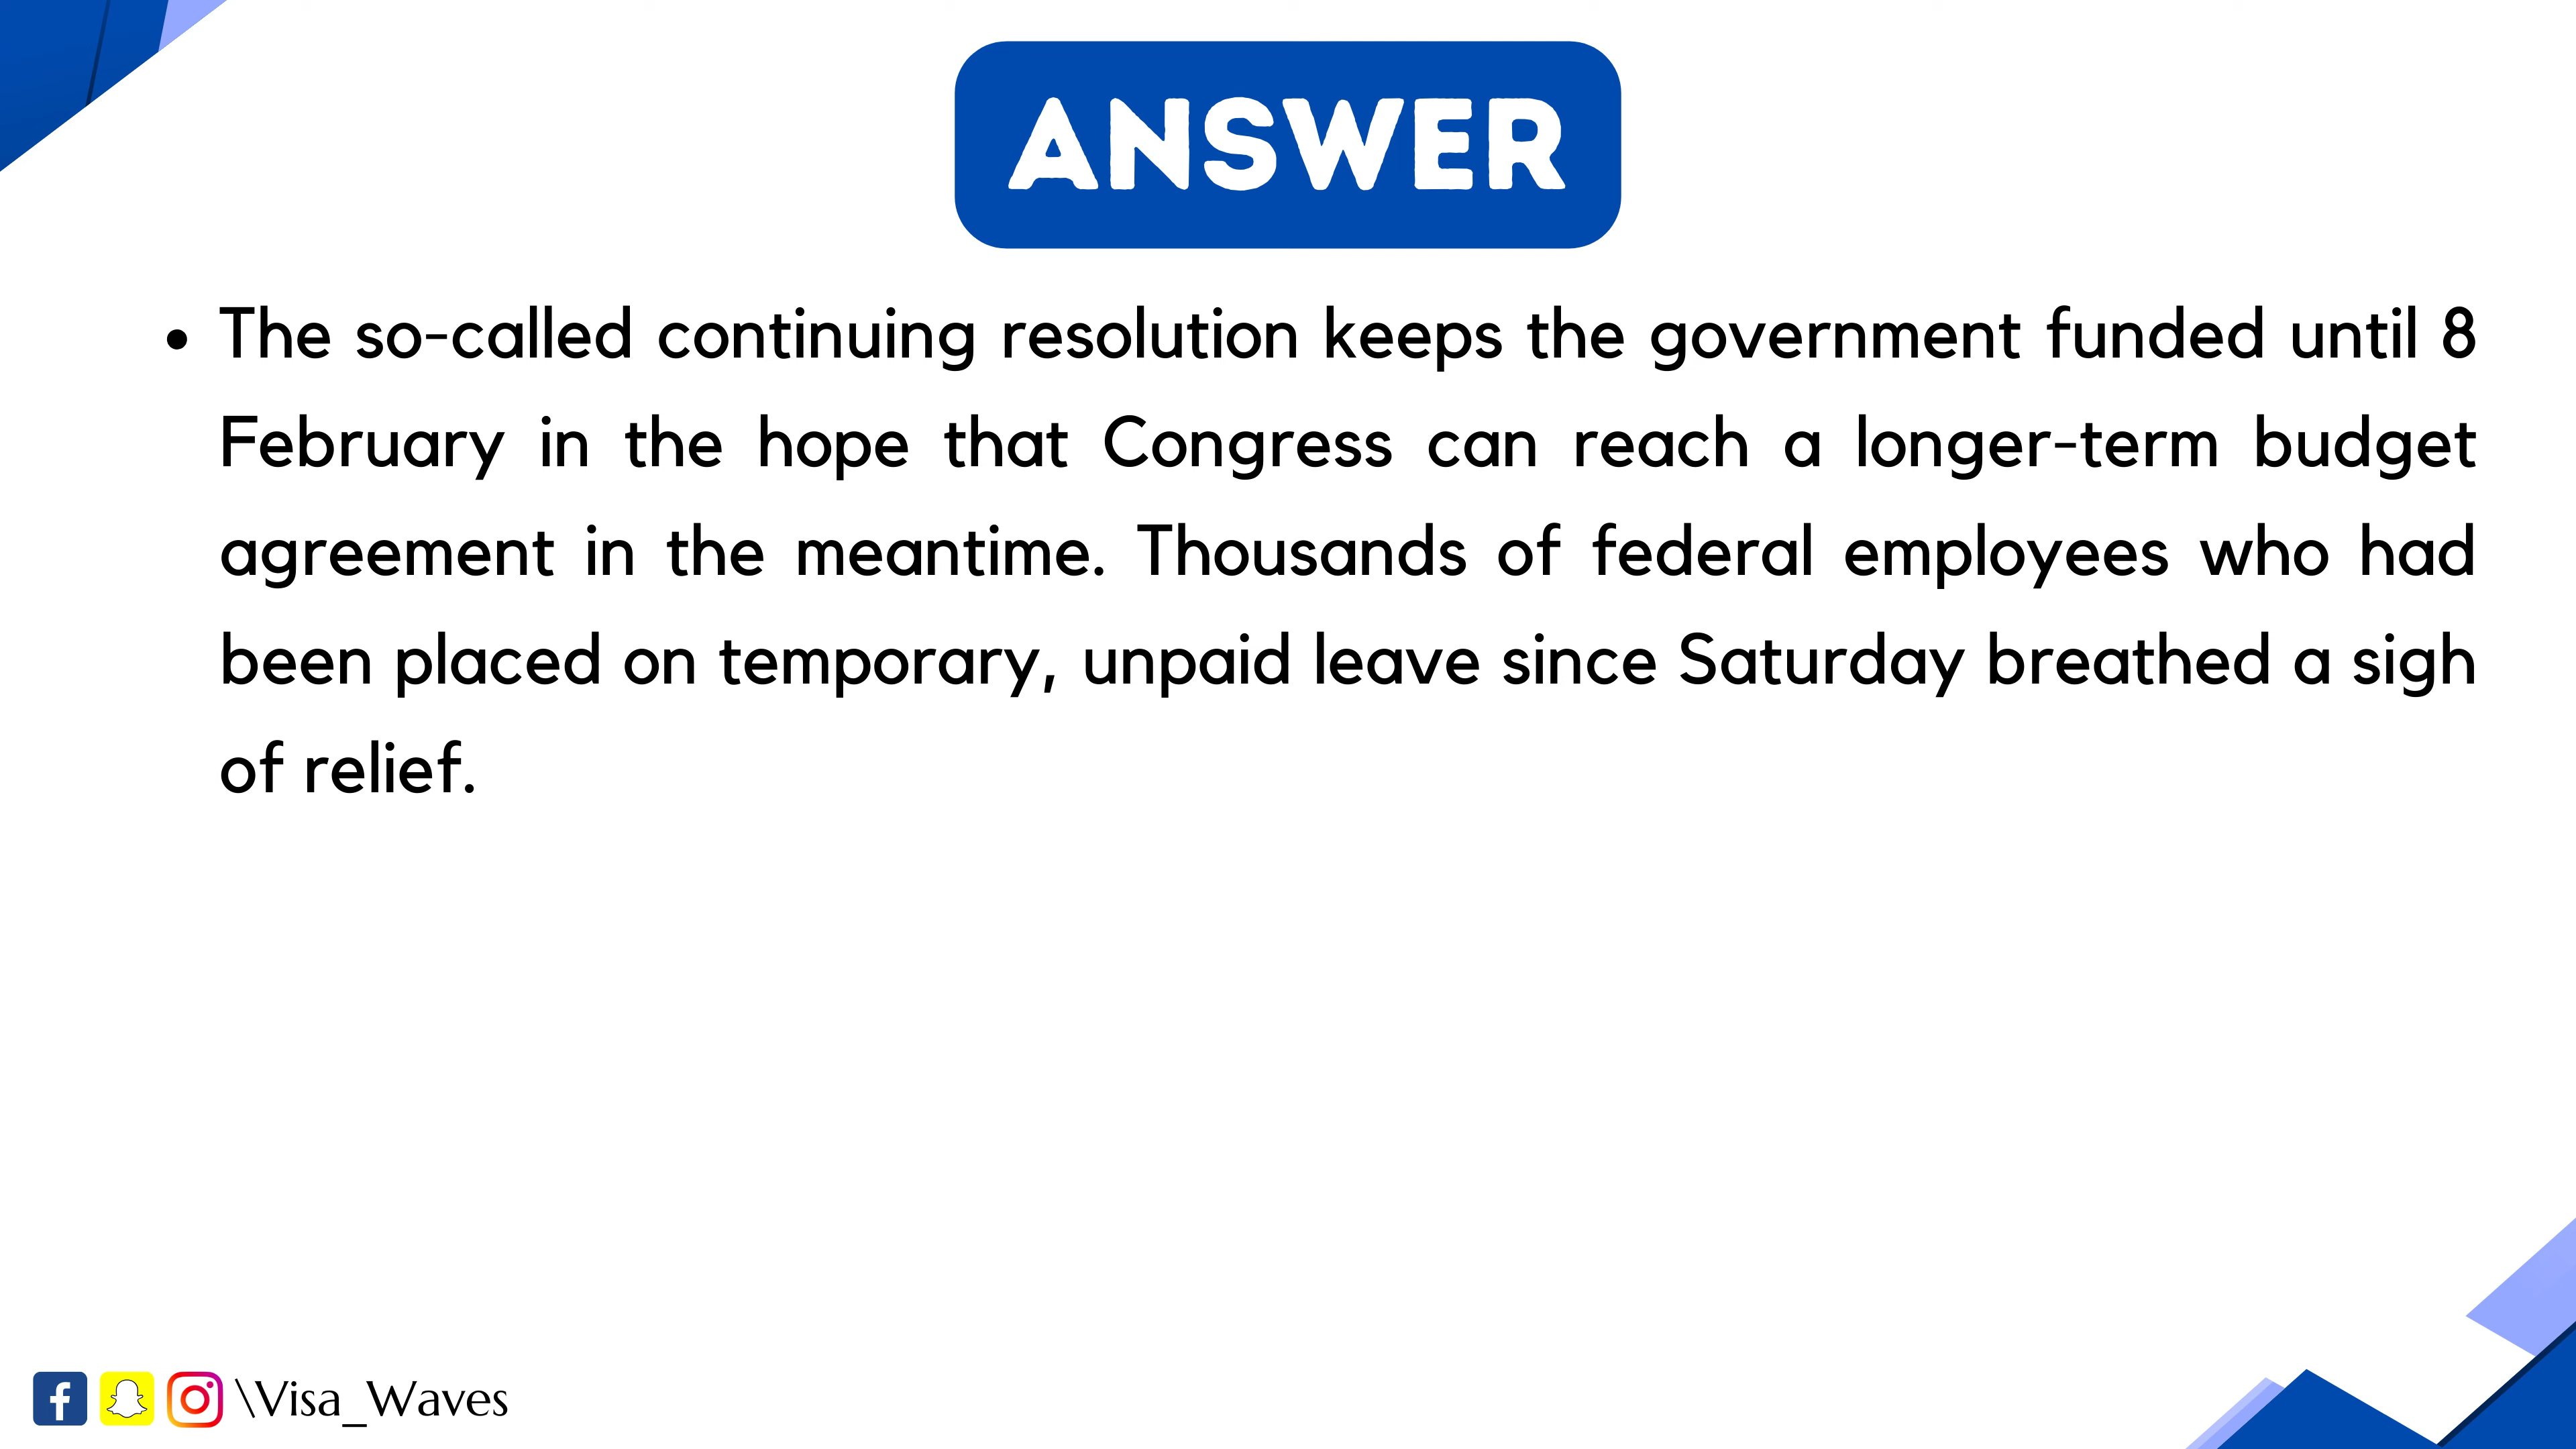 ANSWER
• The so-called continuing resolution keeps the government funded until 8
February in the hope that Congress can reach a longer-term budget
agreement in the meantime. Thousands of federal employees who had
been placed on temporary, unpaid leave since Saturday breathed a sigh
of relief.
\Visa_Waves